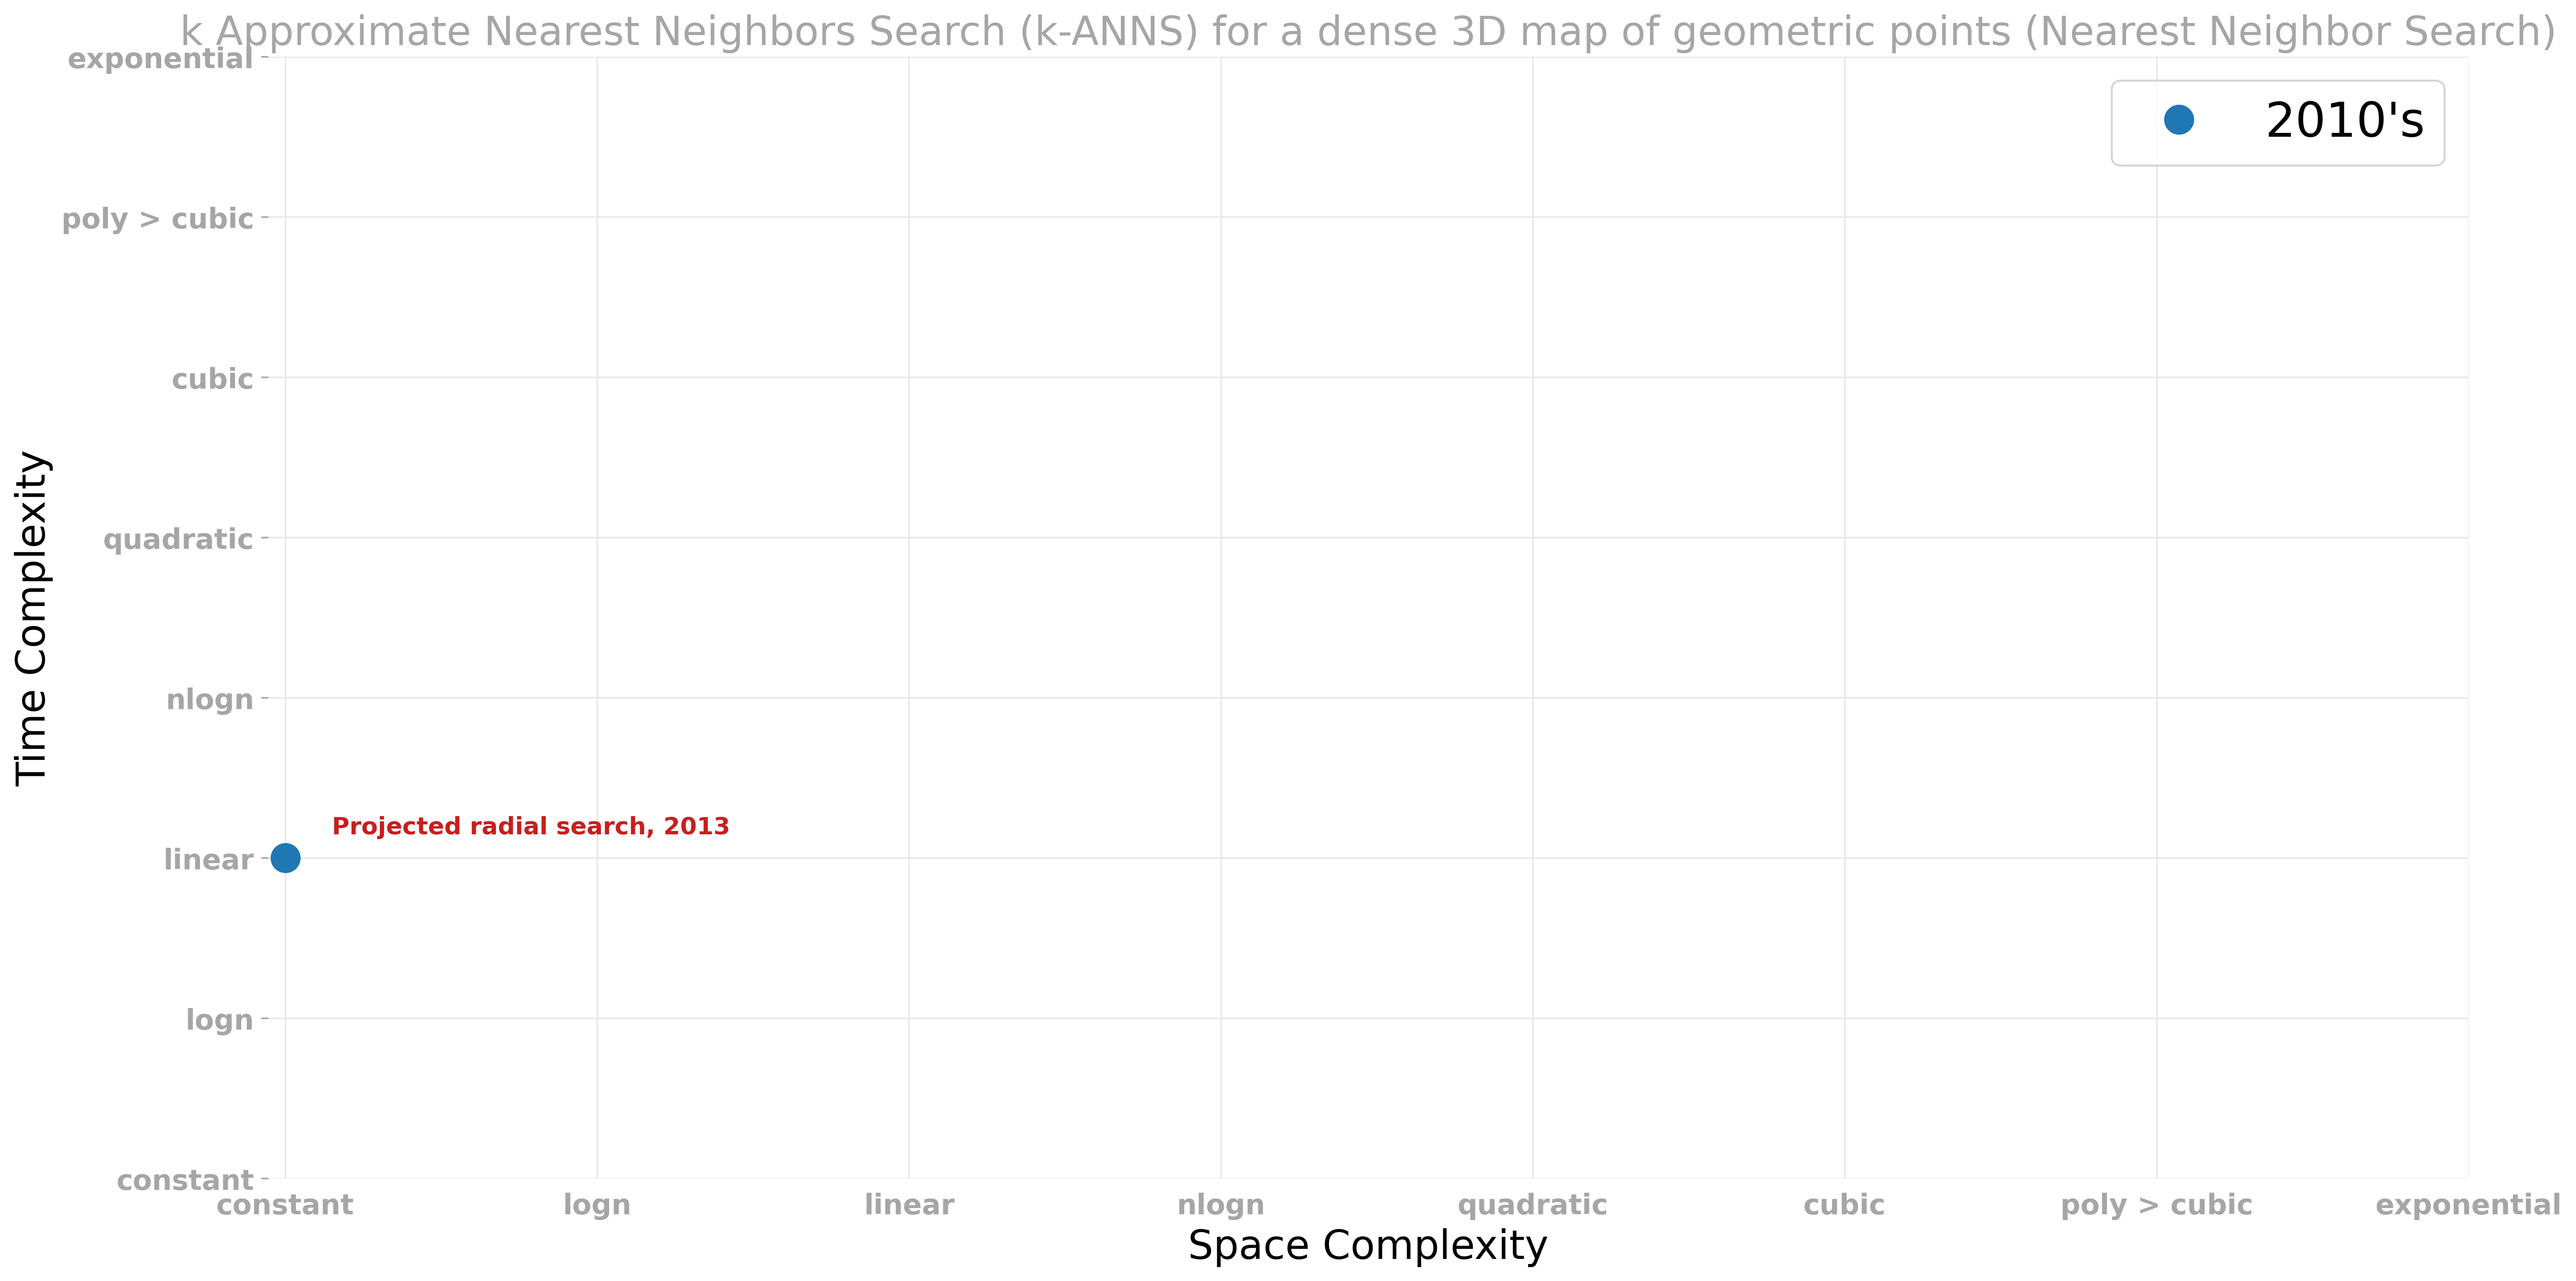 k Approximate Nearest Neighbors Search (k-ANNS) for a dense 3D map of geometric points (Nearest Neighbor Search)
exponential
2010's
poly > cubic
cubic
quadratic
nlogn
Projected radial search, 2013
linear
logn
constant
Time Complexity
constant logn linear nlogn quadratic cubic poly > cubic exponential
Space Complexity